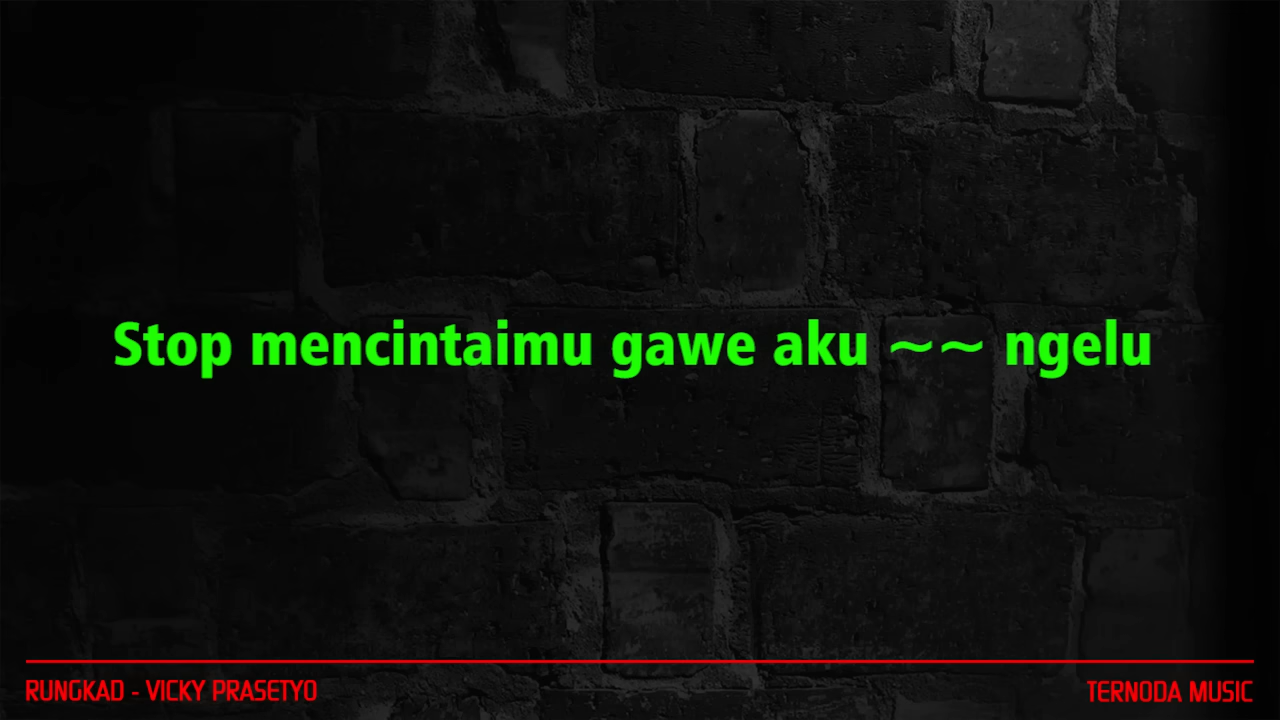 Stop mencintaimu gawe aku ~~ ngelu
RUNGKAD - VICKY PRASETYO
TERNODA MUSIC